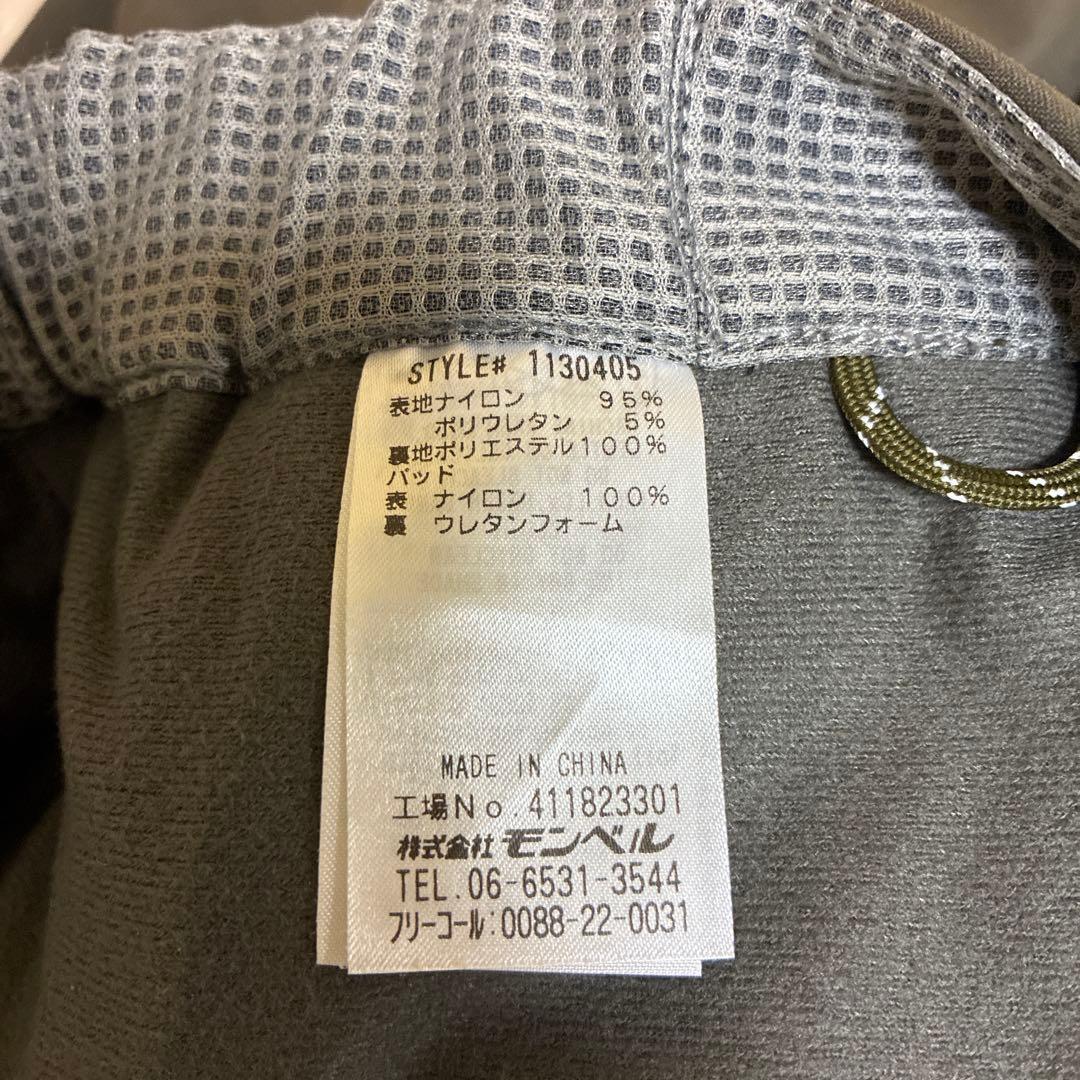 STYLE# 1130405
表地ナイロン 95%
ポリウレタン 5%
裏地ポリエステル100%
パッド
表 ナイロン 100%
裏 ウレタンフォーム
MADE IN CHINA
工場No.411823301
株式会社モンベル
TEL.06-6531-3544
フリーコール:0088-22-0031